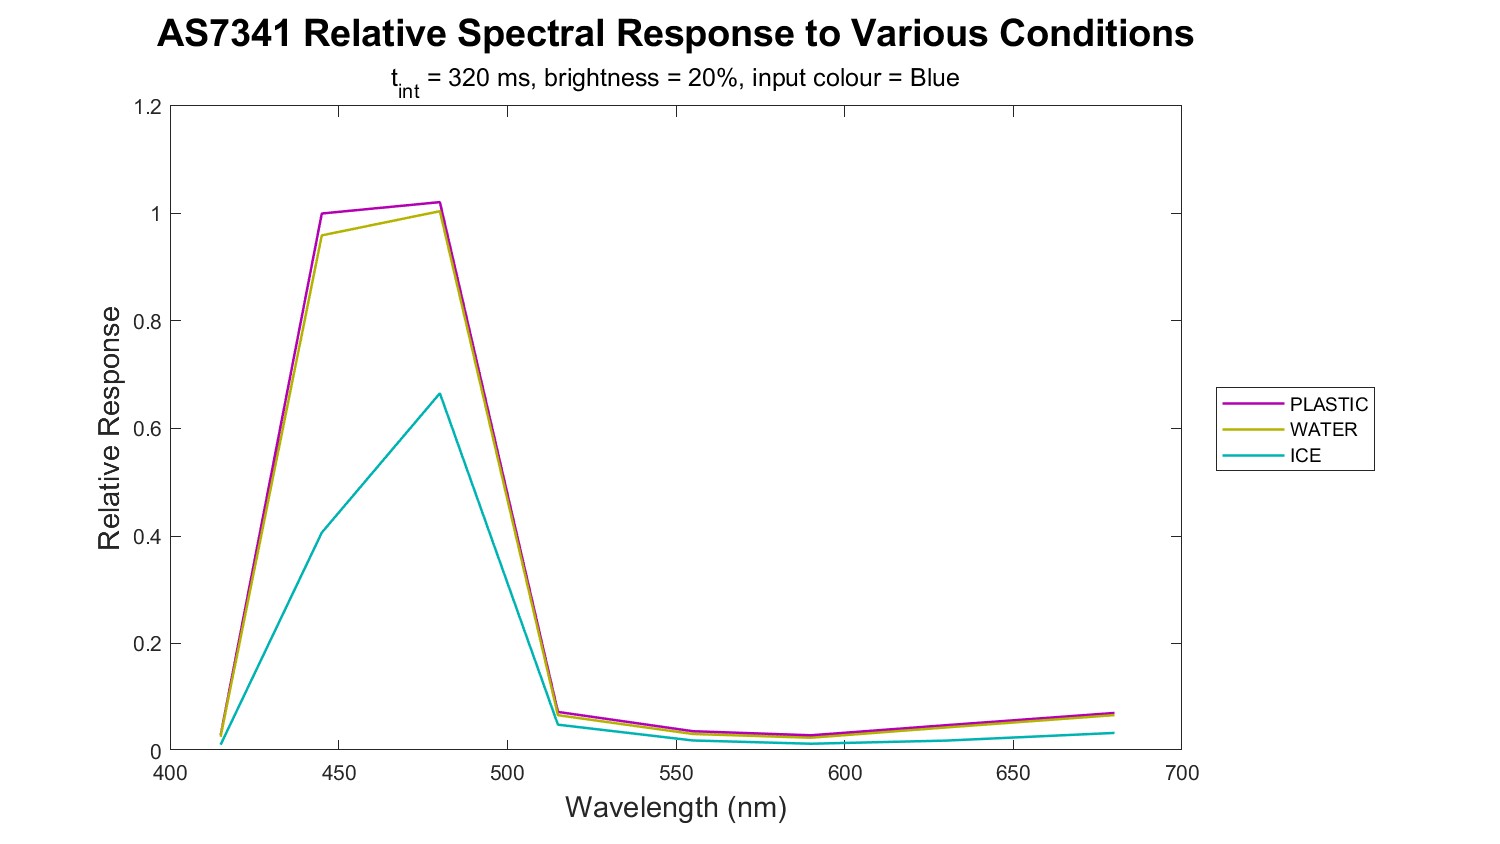 AS7341 Relative Spectral Response to Various Conditions
t_int = 320 ms, brightness = 20%, input colour = Blue
1.2
1
0.8
0.6
0.4
0.2
0
Relative Response
400 450 500 550 600 650 700
Wavelength (nm)
PLASTIC
WATER
ICE